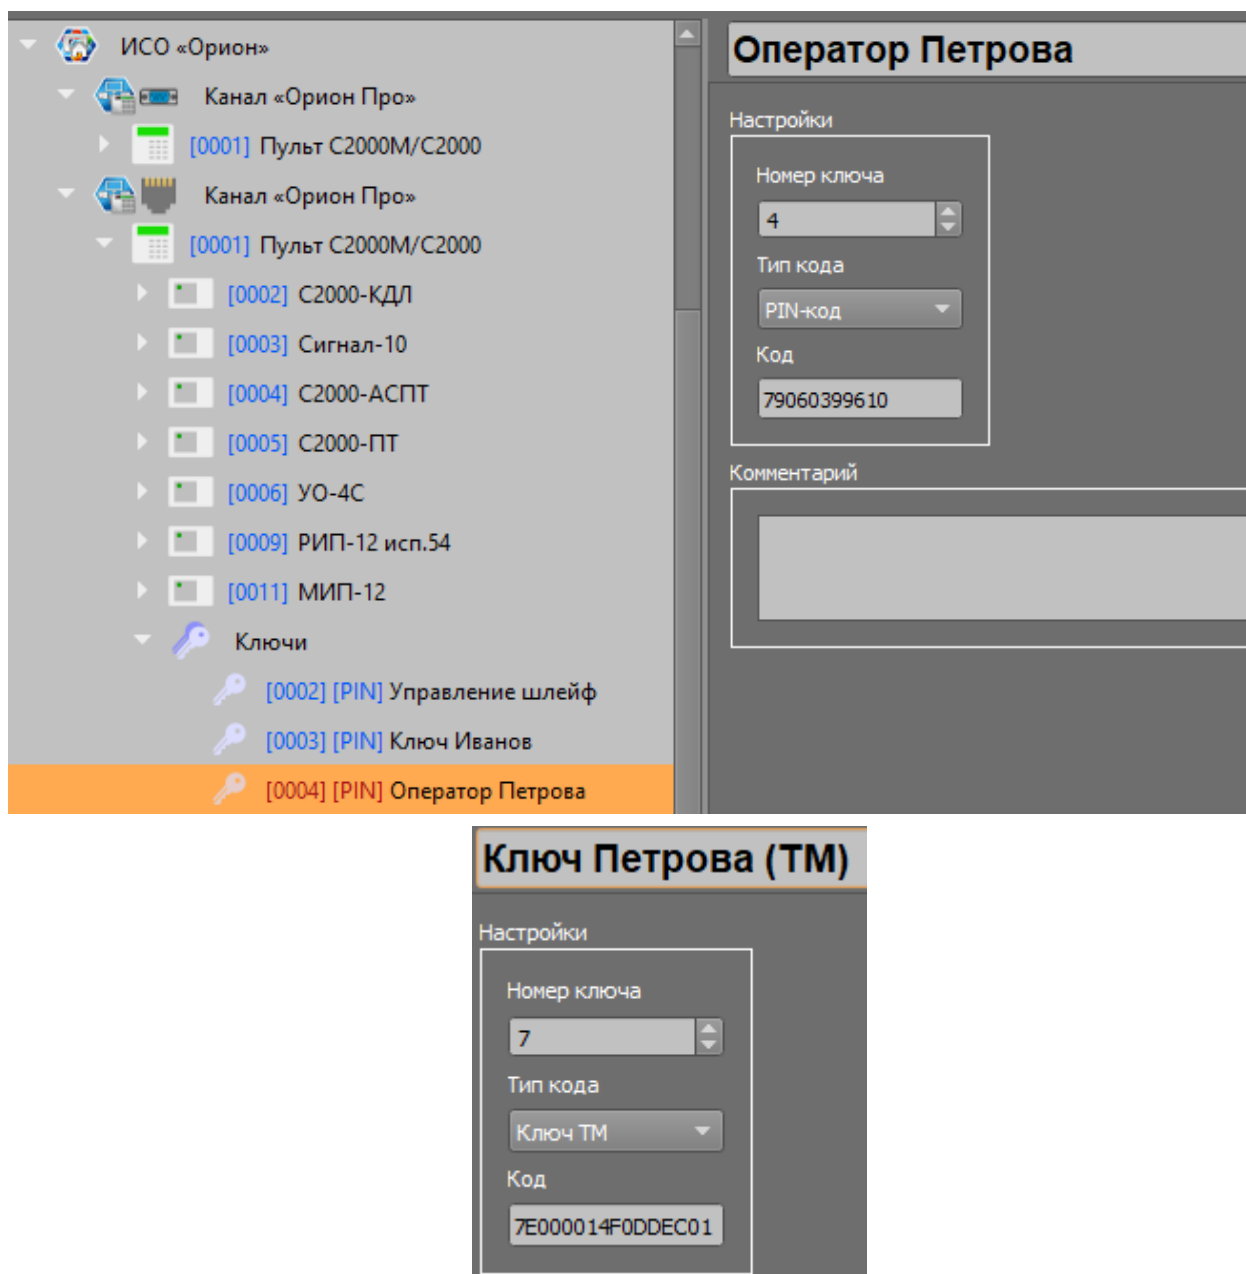 ИСО «Орион»
Канал «Орион Про»
[0001] Пульт С2000М/С2000
Канал «Орион Про»
[0001] Пульт С2000М/С2000
[0002] С2000-КДЛ
[0003] Сигнал-10
[0004] С2000-АСПТ
[0005] С2000-ПТ
[0006] УО-4С
[0009] РИП-12 исп.54
[0011] МИП-12
Ключи
[0002] [PIN] Управление шлейф
[0003] [PIN] Ключ Иванов
[0004] [PIN] Оператор Петрова
Оператор Петрова
Настройки
Номер ключа
4
Тип кода
PIN-код
Код
79060399610
Комментарий
Ключ Петрова (ТМ)
Настройки
Номер ключа
7
Тип кода
Ключ ТМ
Код
7E000014F0DDEC01